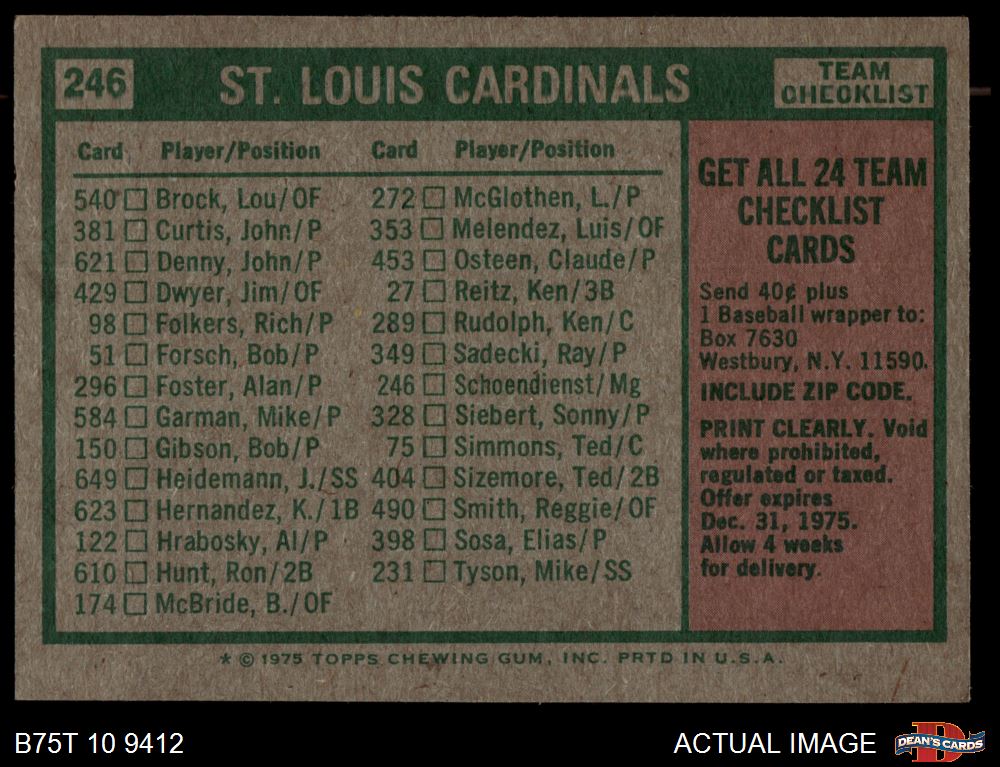 246
ST. LOUIS CARDINALS
TEAM
CHECKLIST
Card Player/Position Card Player/Position
540 Brock, Lou/OF 272 McGlothen, L./P
381 Curtis, John/P 353 Melendez, Luis/OF
621 Denny, John/P 453 Osteen, Claude/P
429 Dwyer, Jim/OF 27 Reitz, Ken/3B
98 Folkers, Rich/P 289 Rudolph, Ken/C
51 Forsch, Bob/P 349 Sadecki, Ray/P
296 Foster, Alan/P 246 Schoendienst/Mg
584 Garman, Mike/P 328 Siebert, Sonny/P
150 Gibson, Bob/P 75 Simmons, Ted/C
649 Heidemann, J./SS 404 Sizemore, Ted/2B
623 Hernandez, K./1B 490 Smith, Reggie/OF
122 Hrabosky, Al/P 398 Sosa, Elias/P
610 Hunt, Ron/2B 231 Tyson, Mike/SS
174 McBride, B./OF
GET ALL 24 TEAM
CHECKLIST
CARDS
Send 40¢ plus
1 Baseball wrapper to:
Box 7630
Westbury, N.Y. 11590.
INCLUDE ZIP CODE.
PRINT CLEARLY. Void
where prohibited,
regulated or taxed.
Offer expires
Dec. 31, 1975.
Allow 4 weeks
for delivery.
* © 1975 TOPPS CHEWING GUM, INC. PRTD IN U.S.A.
B75T 10 9412
ACTUAL IMAGE
DEAN'S CARDS